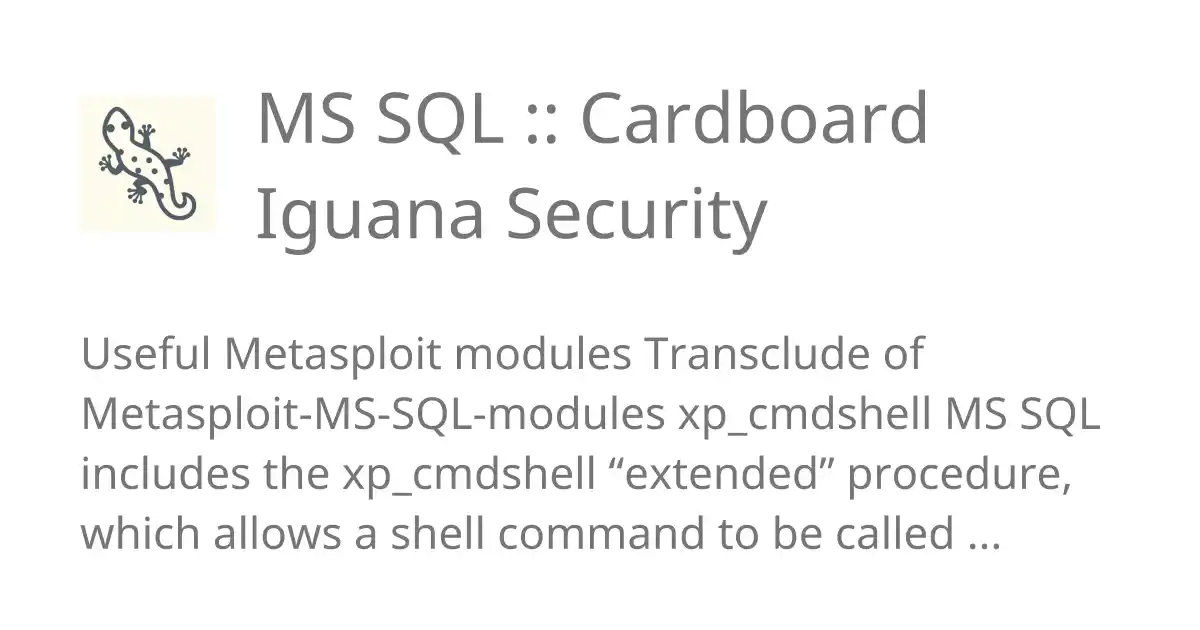 MS SQL :: Cardboard
Iguana Security
Useful Metasploit modules Transclude of
Metasploit-MS-SQL-modules xp_cmdshell MS SQL
includes the xp_cmdshell “extended” procedure,
which allows a shell command to be called ...